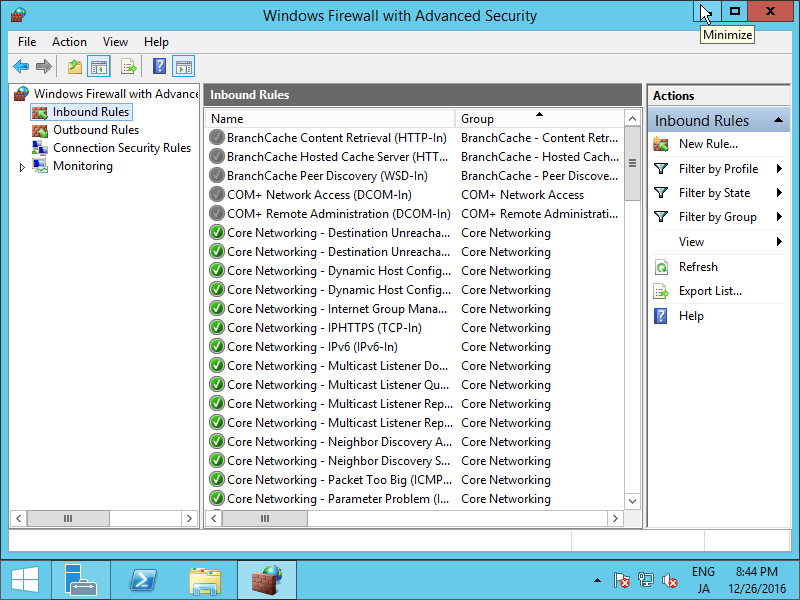 Windows Firewall with Advanced Security
Minimize
File Action View Help
Windows Firewall with Advance
Inbound Rules
Outbound Rules
Connection Security Rules
Monitoring
Inbound Rules
Name Group
BranchCache Content Retrieval (HTTP-In) BranchCache - Content Retr...
BranchCache Hosted Cache Server (HTT... BranchCache - Hosted Cach...
BranchCache Peer Discovery (WSD-In) BranchCache - Peer Discove...
COM+ Network Access (DCOM-In) COM+ Network Access
COM+ Remote Administration (DCOM-In) COM+ Remote Administrati...
Core Networking - Destination Unreacha... Core Networking
Core Networking - Destination Unreacha... Core Networking
Core Networking - Dynamic Host Config... Core Networking
Core Networking - Dynamic Host Config... Core Networking
Core Networking - Internet Group Mana... Core Networking
Core Networking - IPHTTPS (TCP-In) Core Networking
Core Networking - IPv6 (IPv6-In) Core Networking
Core Networking - Multicast Listener Do... Core Networking
Core Networking - Multicast Listener Qu... Core Networking
Core Networking - Multicast Listener Rep... Core Networking
Core Networking - Multicast Listener Rep... Core Networking
Core Networking - Neighbor Discovery A... Core Networking
Core Networking - Neighbor Discovery S... Core Networking
Core Networking - Packet Too Big (ICMP... Core Networking
Core Networking - Parameter Problem (I... Core Networking
Actions
Inbound Rules
New Rule...
Filter by Profile
Filter by State
Filter by Group
View
Refresh
Export List...
Help
ENG
JA
8:44 PM
12/26/2016